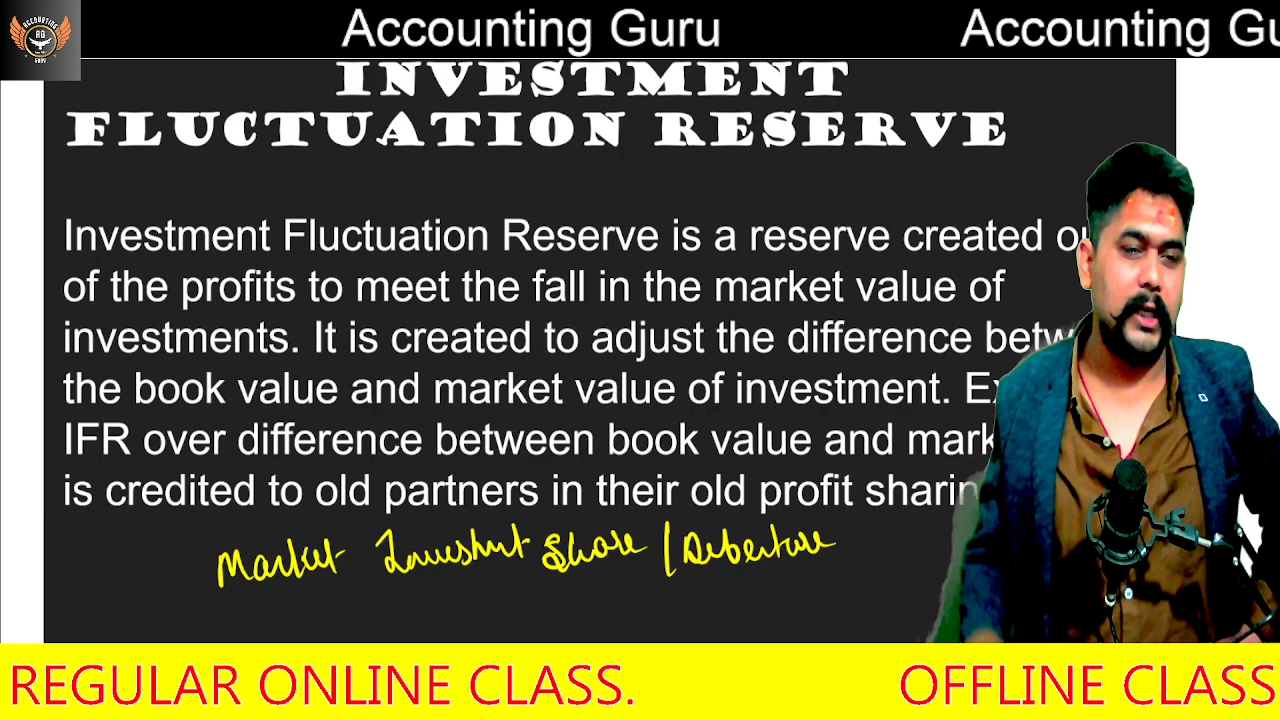 Accounting Guru Accounting Gu
ACCOUNTING
AG
GURU
INVESTMENT
FLUCTUATION RESERVE
Investment Fluctuation Reserve is a reserve created ou
of the profits to meet the fall in the market value of
investments. It is created to adjust the difference betw
the book value and market value of investment. Ex
IFR over difference between book value and mark
is credited to old partners in their old profit sharin
Market Investment Share / Debenture
REGULAR ONLINE CLASS. OFFLINE CLASS